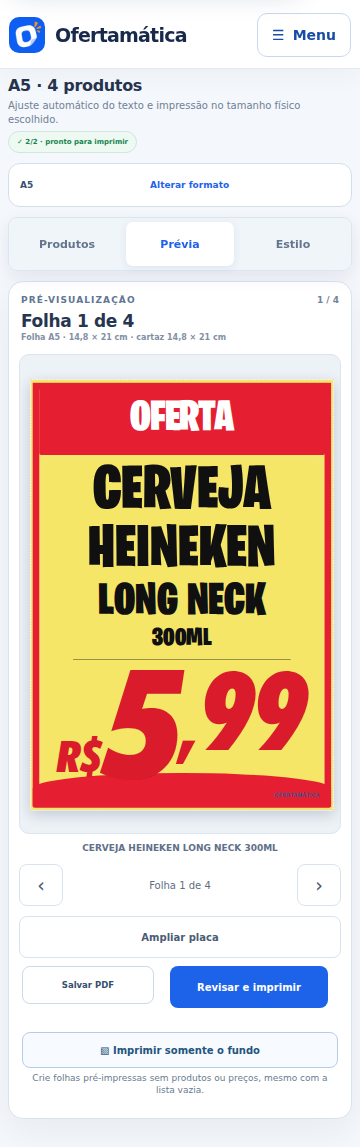 Ofertamática
☰ Menu
A5 · 4 produtos
Ajuste automático do texto e impressão no tamanho físico
escolhido.
✓ 2/2 · pronto para imprimir
A5
Alterar formato
Produtos
Prévia
Estilo
PRÉ-VISUALIZAÇÃO
1 / 4
Folha 1 de 4
Folha A5 · 14,8 × 21 cm · cartaz 14,8 × 21 cm
OFERTA
CERVEJA
HEINEKEN
LONG NECK
300ML
R$5,99
CERVEJA HEINEKEN LONG NECK 300ML
‹
Folha 1 de 4
›
Ampliar placa
Salvar PDF
Revisar e imprimir
▧ Imprimir somente o fundo
Crie folhas pré-impressas sem produtos ou preços, mesmo com a
lista vazia.